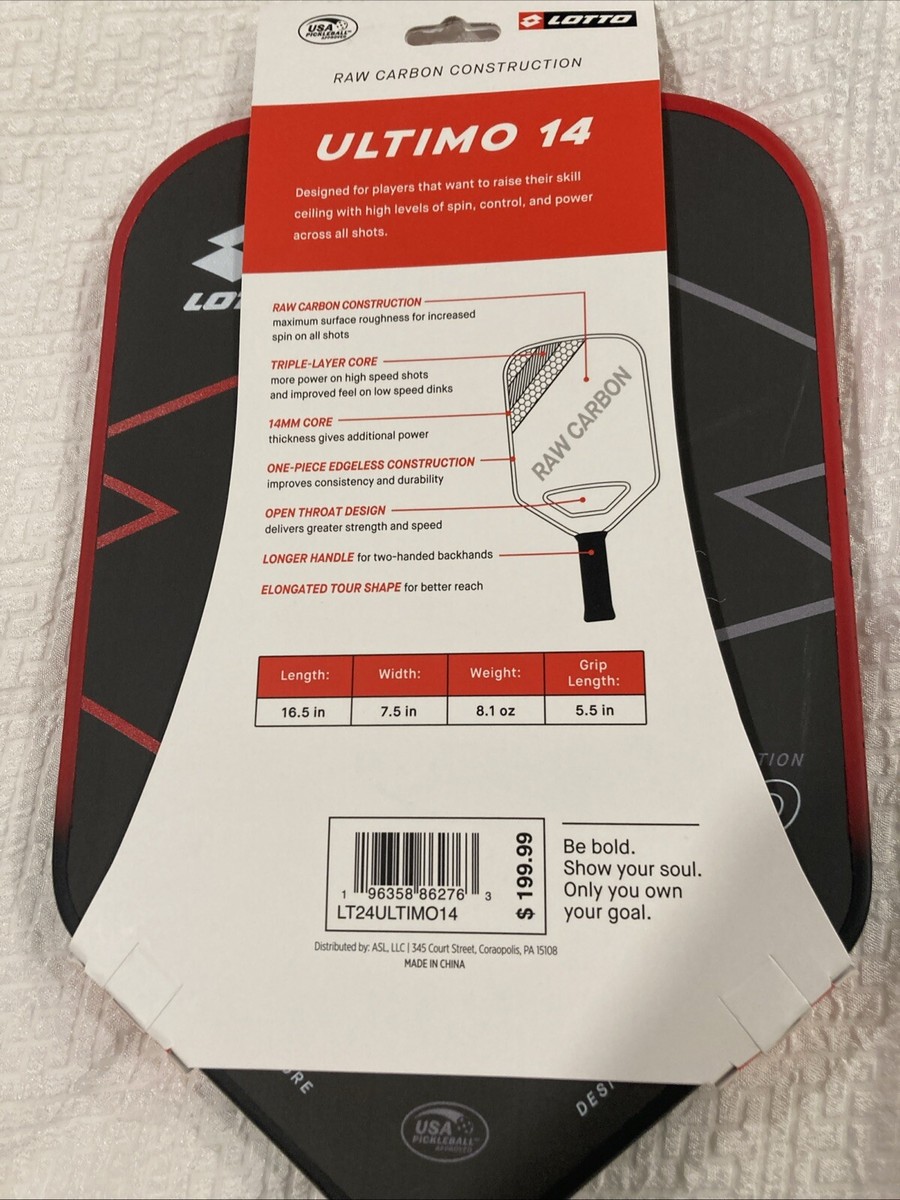 USA
PICKLEBALL™
APPROVED
LOTTO
RAW CARBON CONSTRUCTION
ULTIMO 14
Designed for players that want to raise their skill
ceiling with high levels of spin, control, and power
across all shots.
LOT
RAW CARBON CONSTRUCTION
maximum surface roughness for increased
spin on all shots
TRIPLE-LAYER CORE
more power on high speed shots
and improved feel on low speed dinks
14MM CORE
thickness gives additional power
ONE-PIECE EDGELESS CONSTRUCTION
improves consistency and durability
OPEN THROAT DESIGN
delivers greater strength and speed
LONGER HANDLE for two-handed backhands
ELONGATED TOUR SHAPE for better reach
RAW CARBON
Length: Width: Weight: Grip
Length:
16.5 in 7.5 in 8.1 oz 5.5 in
TION
1 96358 86276 3
LT24ULTIMO14
$ 199.99
Be bold.
Show your soul.
Only you own
your goal.
Distributed by: ASL, LLC | 345 Court Street, Coraopolis, PA 15108
MADE IN CHINA
ORE
DESI
USA
PICKLEBALL™
APPROVED